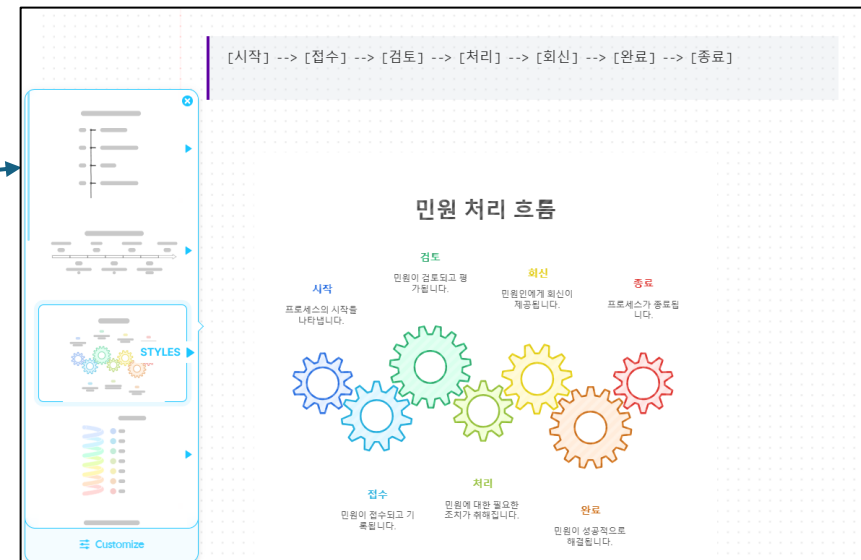 [시작] --> [접수] --> [검토] --> [처리] --> [회신] --> [완료] --> [종료]
민원 처리 흐름
검토
민원이 검토되고 평
가됩니다.
회신
민원인에게 회신이
제공됩니다.
시작
프로세스의 시작을
나타냅니다.
종료
프로세스가 종료됩
니다.
STYLES
접수
민원이 접수되고 기
록됩니다.
처리
민원에 대한 필요한
조치가 취해집니다.
완료
민원이 성공적으로
해결됩니다.
Customize